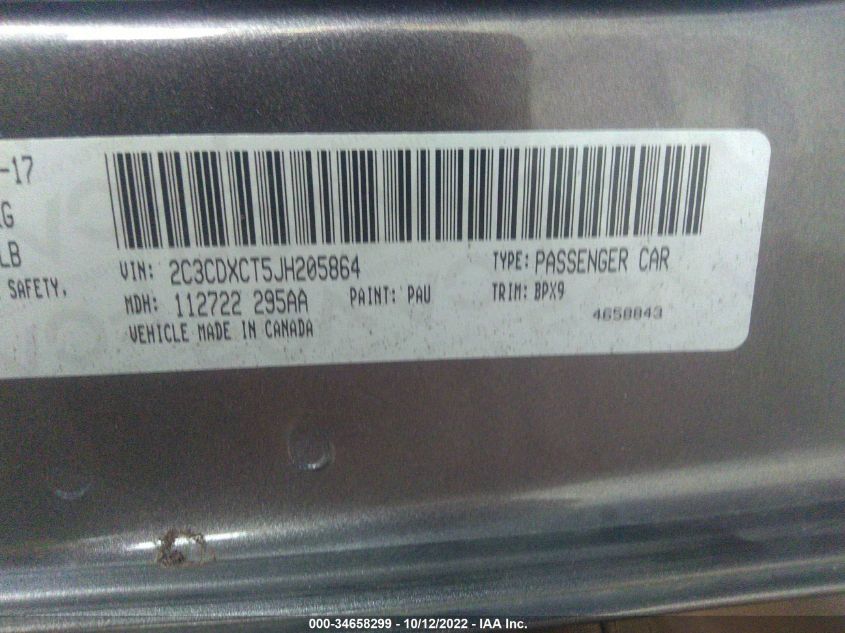 -17
KG
LB
SAFETY.
VIN: 2C3CDXCT5JH205864
TYPE: PASSENGER CAR
MDH: 112722 295AA
PAINT: PAU
TRIM: BPX9
VEHICLE MADE IN CANADA
4658843
000-34658299 - 10/12/2022 - IAA Inc.